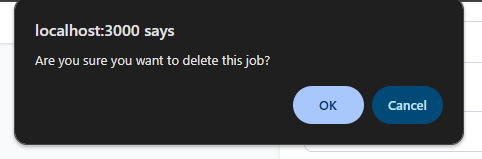 localhost:3000 says
Are you sure you want to delete this job?
OK
Cancel